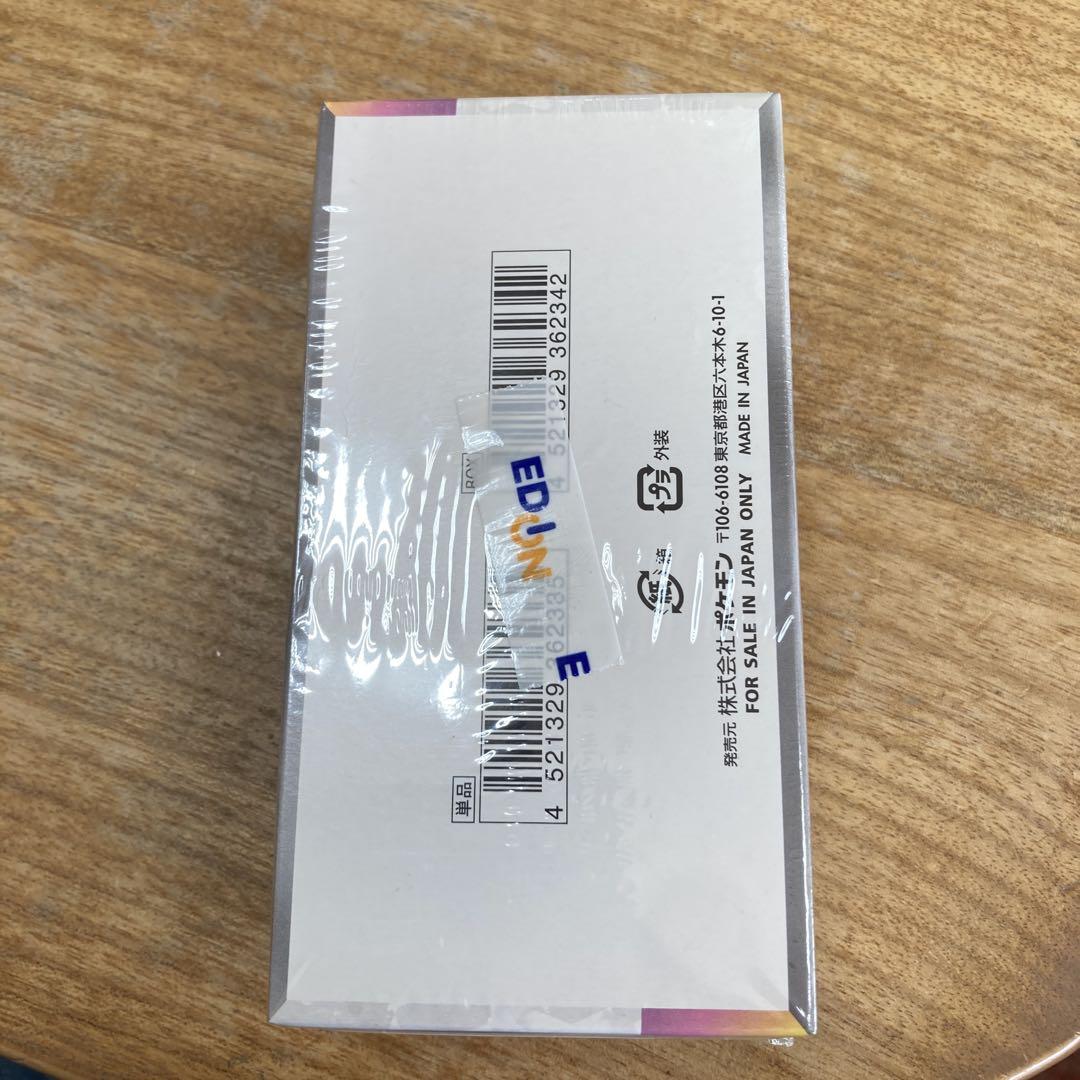 BOX
4 521329 362342
単品
4 521329 362335
EDION
E
プラ 外装
紙 箱
発売元 株式会社 ポケモン 〒106-6108 東京都港区六本木6-10-1
FOR SALE IN JAPAN ONLY MADE IN JAPAN